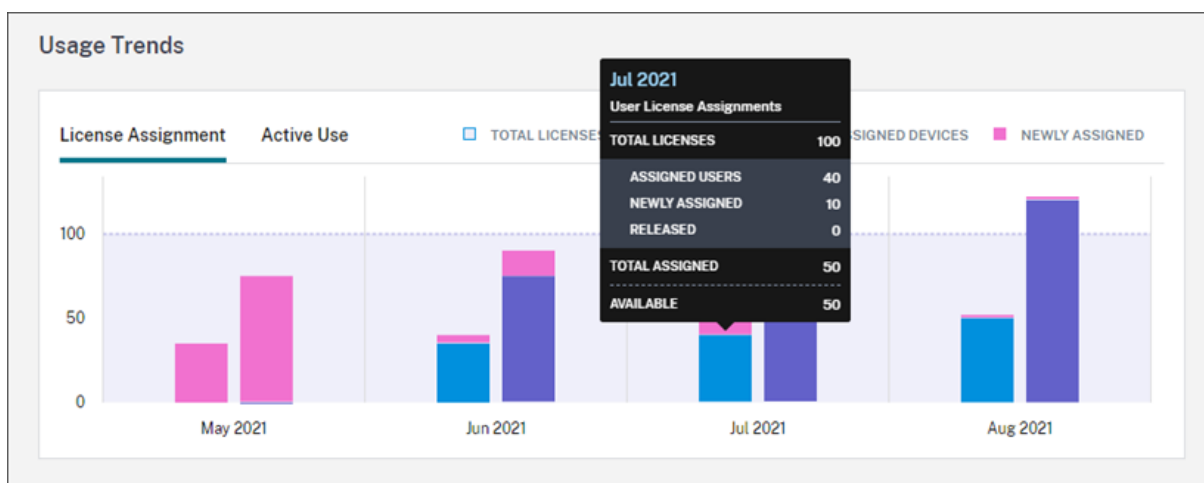 Usage Trends
Jul 2021
User License Assignments
License Assignment Active Use TOTAL LICENSES DEVICES NEWLY ASSIGNED
TOTAL LICENSES 100
ASSIGNED USERS 40
NEWLY ASSIGNED 10
RELEASED 0
TOTAL ASSIGNED 50
AVAILABLE 50
100
50
0
May 2021 Jun 2021 Jul 2021 Aug 2021